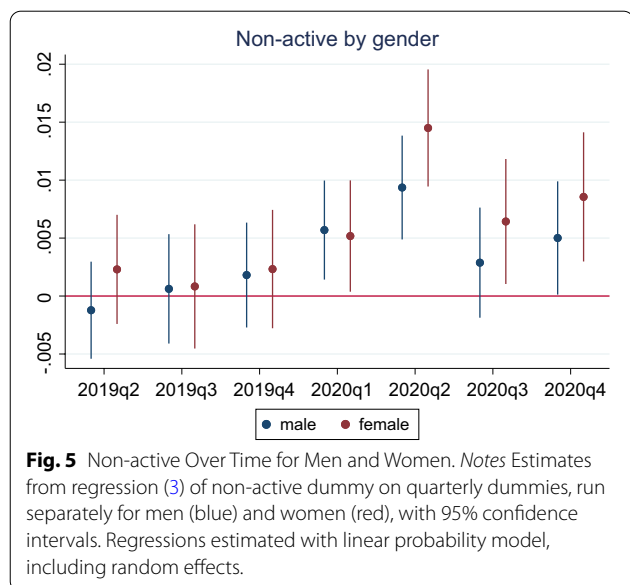 Non-active by gender
.02
.015
.01
.005
0
-.005
2019q2 2019q3 2019q4 2020q1 2020q2 2020q3 2020q4
male female
Fig. 5 Non-active Over Time for Men and Women. Notes Estimates
from regression (3) of non-active dummy on quarterly dummies, run
separately for men (blue) and women (red), with 95% confidence
intervals. Regressions estimated with linear probability model,
including random effects.